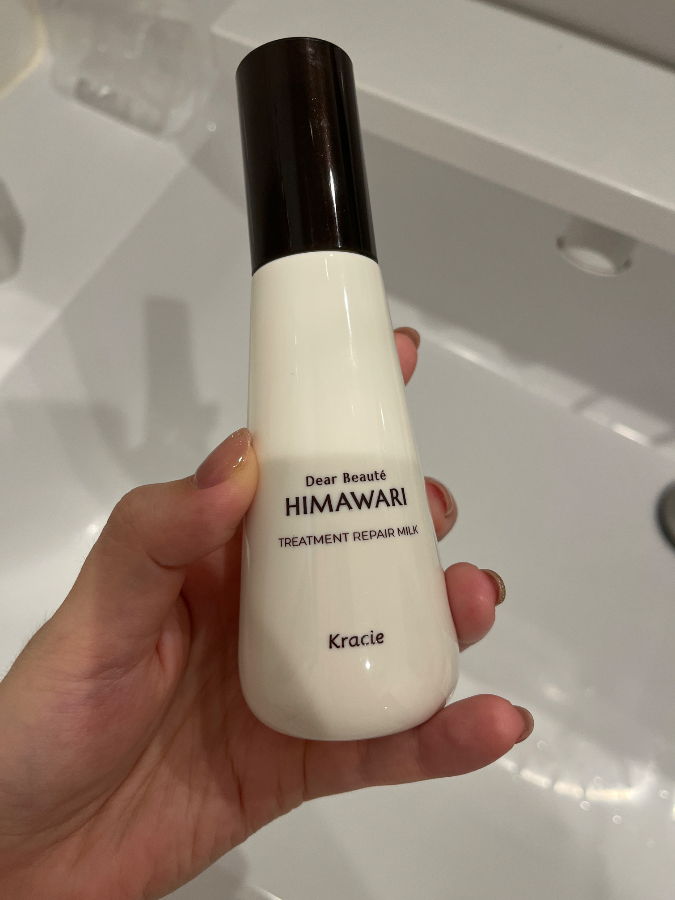 Dear Beauté
HIMAWARI
TREATMENT REPAIR MILK
Kracie